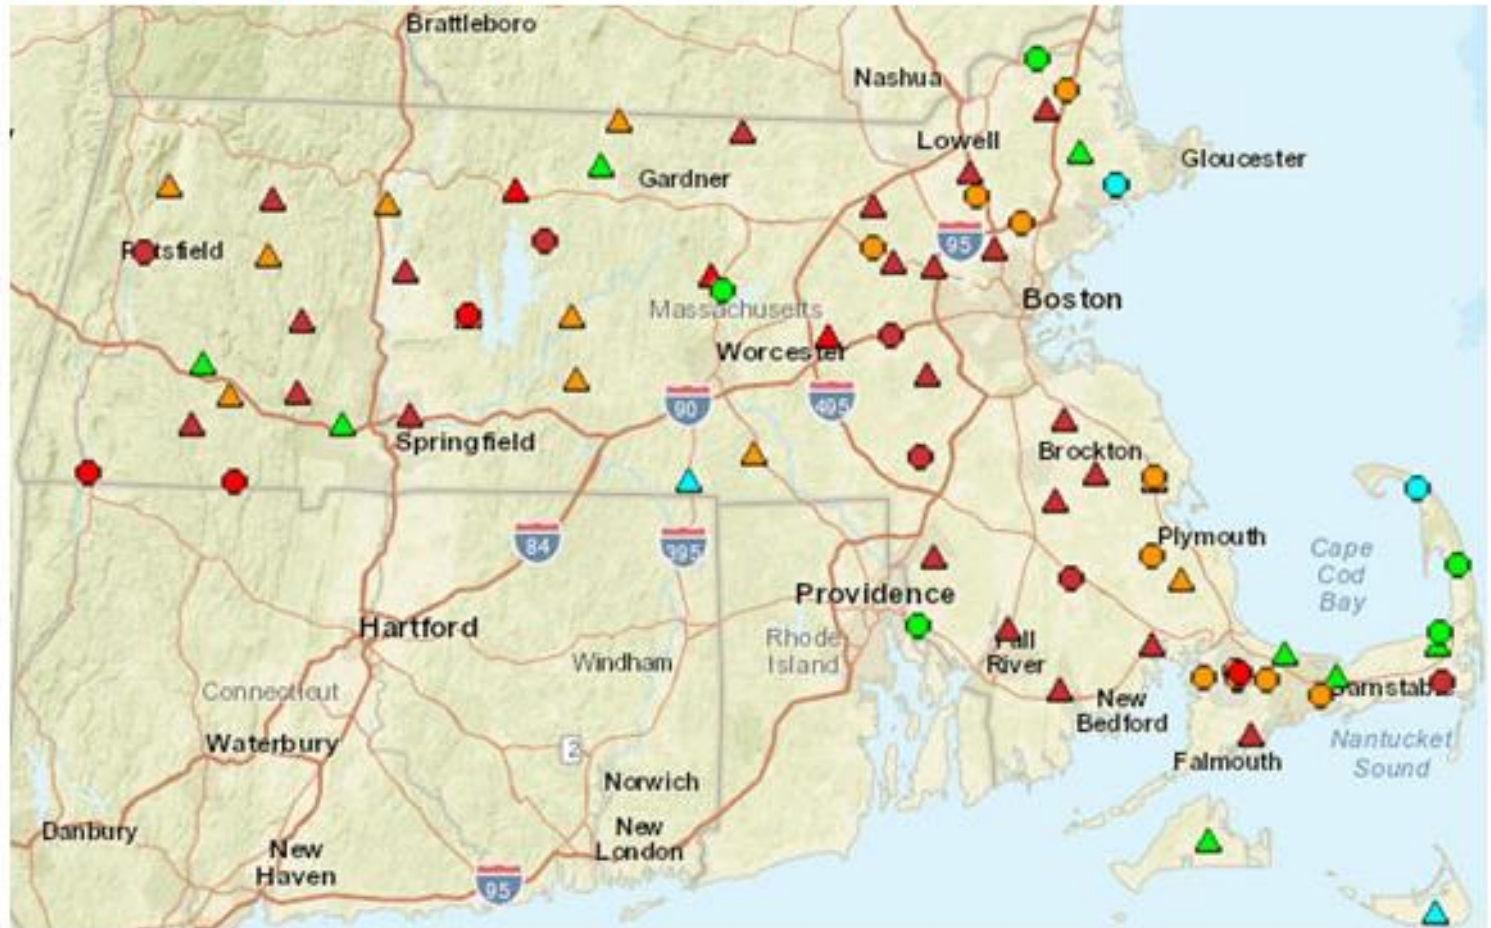 Brattleboro
Nashua
Lowell
Gloucester
Gardner
Pittsfield
95
Massachusetts
Boston
Worcester
90
495
Springfield
Brockton
84
395
Plymouth
Cape
Cod
Bay
Providence
Hartford
Rhode
Island
Fall
River
Windham
Connecticut
Barnstable
New
Bedford
Waterbury
2
Nantucket
Sound
Falmouth
Norwich
Danbury
New
London
New
Haven
95